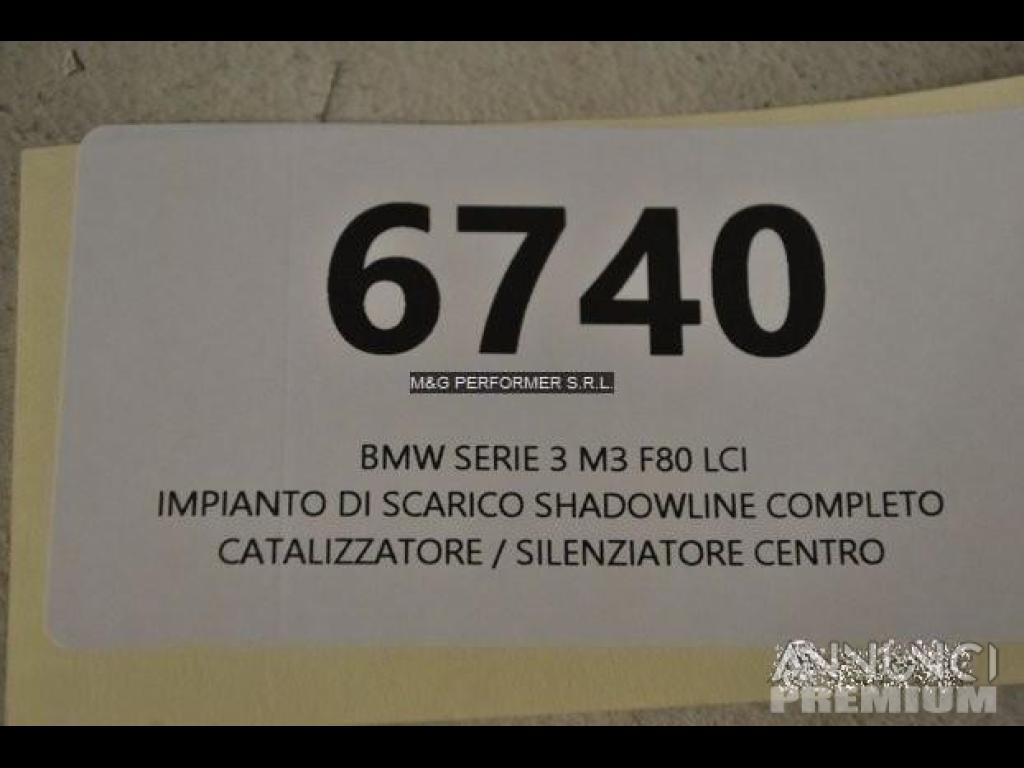 6740
M&G PERFORMER S.R.L.
BMW SERIE 3 M3 F80 LCI
IMPIANTO DI SCARICO SHADOWLINE COMPLETO
CATALIZZATORE / SILENZIATORE CENTRO
ANNUNCI
PREMIUM